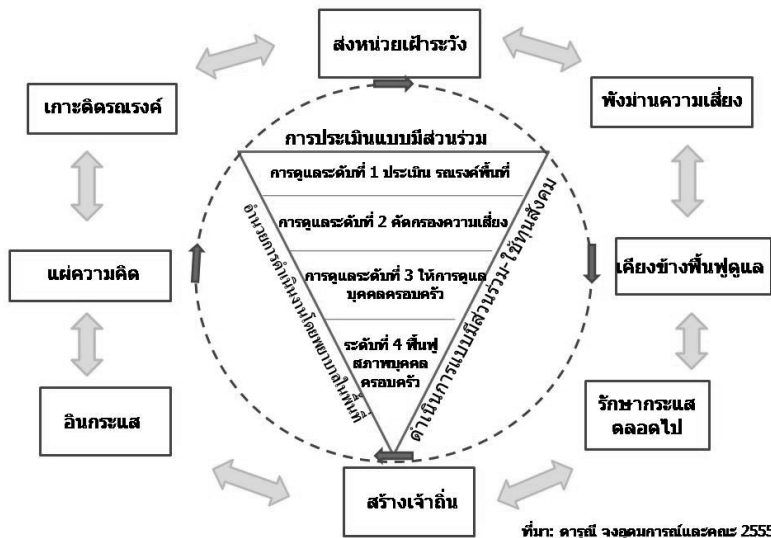 ส่งหน่วยเฝ้าระวัง
เกาะติดรณรงค์
พังม่านความเสี่ยง
การประเมินแบบมีส่วนร่วม
การดูแลระดับที่ 1 ประเมิน รณรงค์พื้นที่
การดูแลระดับที่ 2 คัดกรองความเสี่ยง
การดูแลระดับที่ 3 ให้การดูแล
บุคคลครอบครัว
ระดับที่ 4 ฟื้นฟู
สภาพบุคคล
ครอบครัว
อำนวยการดำเนินงานโดยพยาบาลในพื้นที่
ดำเนินการแบบมีส่วนร่วม-ใช้ทุนสังคม
แผ่ความคิด
เคียงข้างฟื้นฟูดูแล
อินกระแส
รักษากระแส
ตลอดไป
สร้างเจ้าถิ่น
ที่มา: ดารุณี จงอุดมการณ์และคณะ 2555